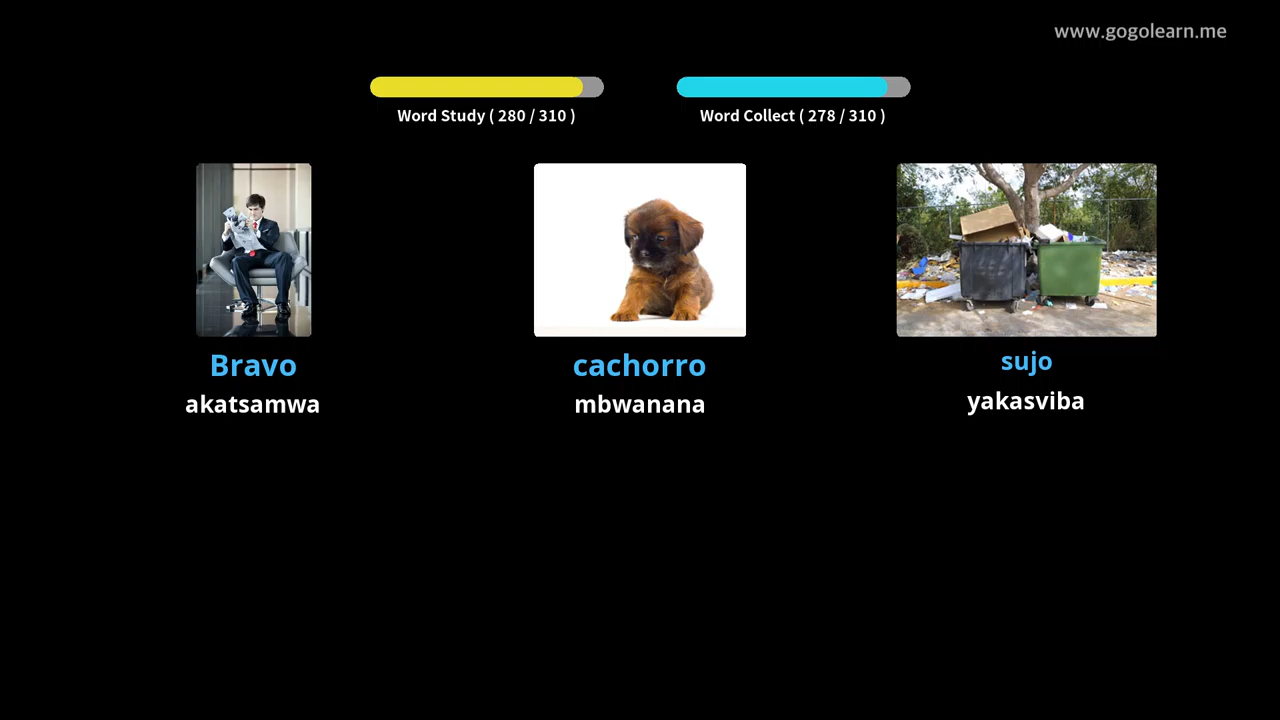 www.gogolearn.me
Word Study ( 280 / 310 )
Word Collect ( 278 / 310 )
Bravo
akatsamwa
cachorro
mbwanana
sujo
yakasviba